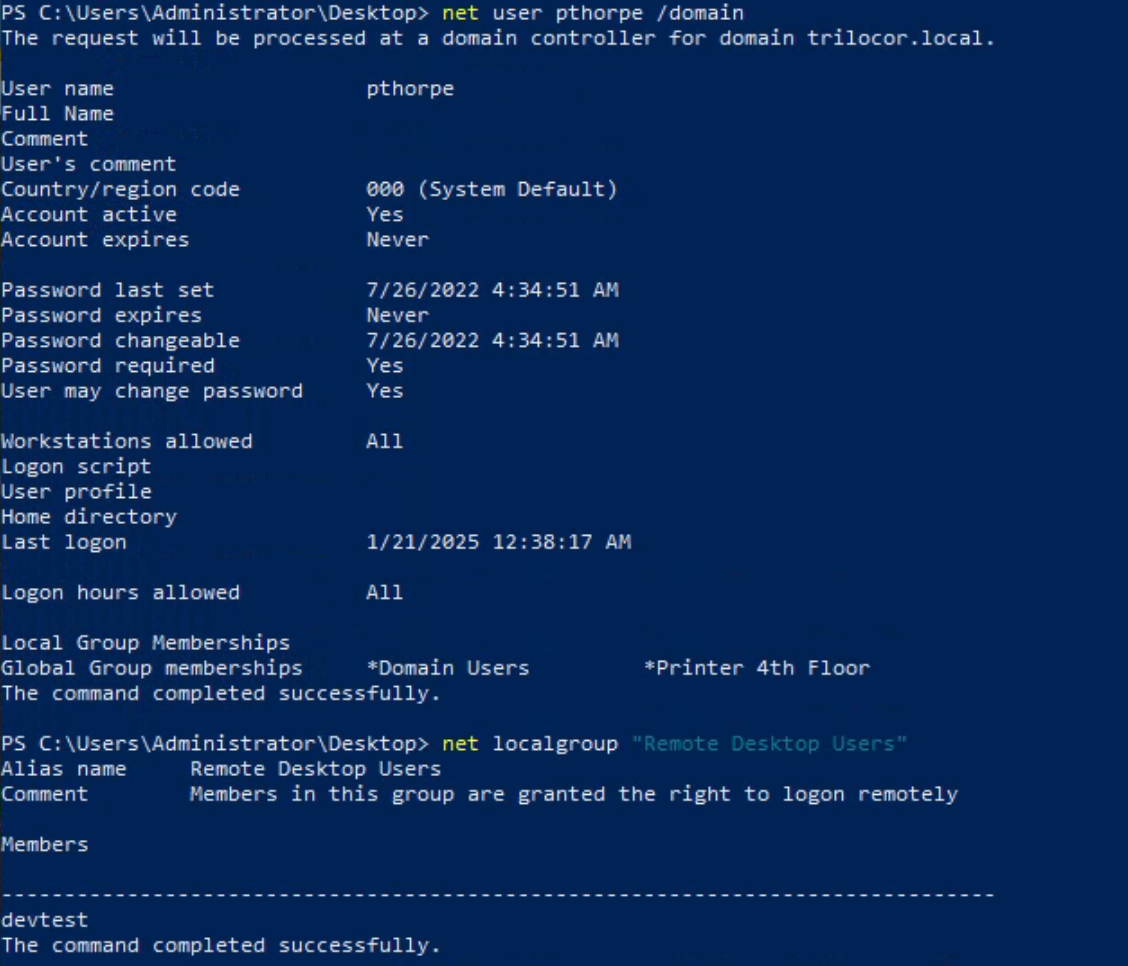 PS C:\Users\Administrator\Desktop> net user pthorpe /domain
The request will be processed at a domain controller for domain trilocor.local.
User name pthorpe
Full Name
Comment
User's comment
Country/region code 000 (System Default)
Account active Yes
Account expires Never
Password last set 7/26/2022 4:34:51 AM
Password expires Never
Password changeable 7/26/2022 4:34:51 AM
Password required Yes
User may change password Yes
Workstations allowed All
Logon script
User profile
Home directory
Last logon 1/21/2025 12:38:17 AM
Logon hours allowed All
Local Group Memberships
Global Group memberships *Domain Users *Printer 4th Floor
The command completed successfully.
PS C:\Users\Administrator\Desktop> net localgroup "Remote Desktop Users"
Alias name Remote Desktop Users
Comment Members in this group are granted the right to logon remotely
Members
-------------------------------------------------------------------------------
devtest
The command completed successfully.